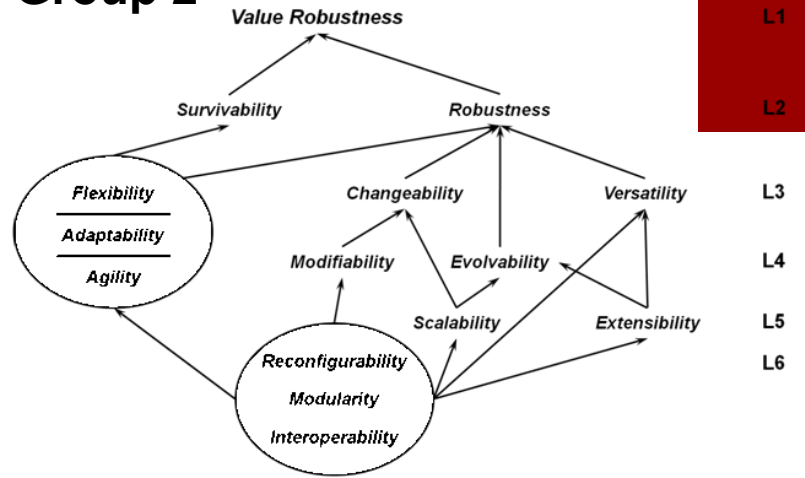 Group 2
Value Robustness L1
Survivability Robustness L2
Flexibility Changeability Versatility L3
Adaptability
Modifiability Evolvability L4
Agility
Scalability Extensibility L5
Reconfigurability L6
Modularity
Interoperability